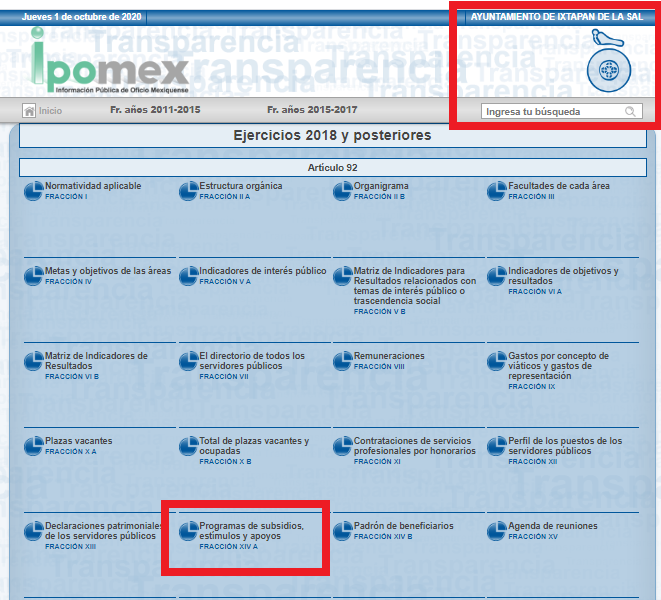 Jueves 1 de octubre de 2020
AYUNTAMIENTO DE IXTAPAN DE LA SAL
ipomex
Información Pública de Oficio Mexiquense
Transparencia
Inicio
Fr. años 2011-2015
Fr. años 2015-2017
Ingresa tu búsqueda
Ejercicios 2018 y posteriores
Artículo 92
Normatividad aplicable
FRACCIÓN I
Estructura orgánica
FRACCIÓN II A
Organigrama
FRACCIÓN II B
Facultades de cada área
FRACCIÓN III
Metas y objetivos de las áreas
FRACCIÓN IV
Indicadores de interés público
FRACCIÓN V A
Matriz de Indicadores para
Resultados relacionados con
temas de interés público o
trascendencia social
FRACCIÓN V B
Indicadores de objetivos y
resultados
FRACCIÓN VI A
Matriz de Indicadores de
Resultados
FRACCIÓN VI B
El directorio de todos los
servidores públicos
FRACCIÓN VII
Remuneraciones
FRACCIÓN VIII
Gastos por concepto de
viáticos y gastos de
representación
FRACCIÓN IX
Plazas vacantes
FRACCIÓN X A
Total de plazas vacantes y
ocupadas
FRACCIÓN X B
Contrataciones de servicios
profesionales por honorarios
FRACCIÓN XI
Perfil de los puestos de los
servidores públicos
FRACCIÓN XII
Declaraciones patrimoniales
de los servidores públicos
FRACCIÓN XIII
Programas de subsidios,
estímulos y apoyos
FRACCIÓN XIV A
Padrón de beneficiarios
FRACCIÓN XIV B
Agenda de reuniones
FRACCIÓN XV